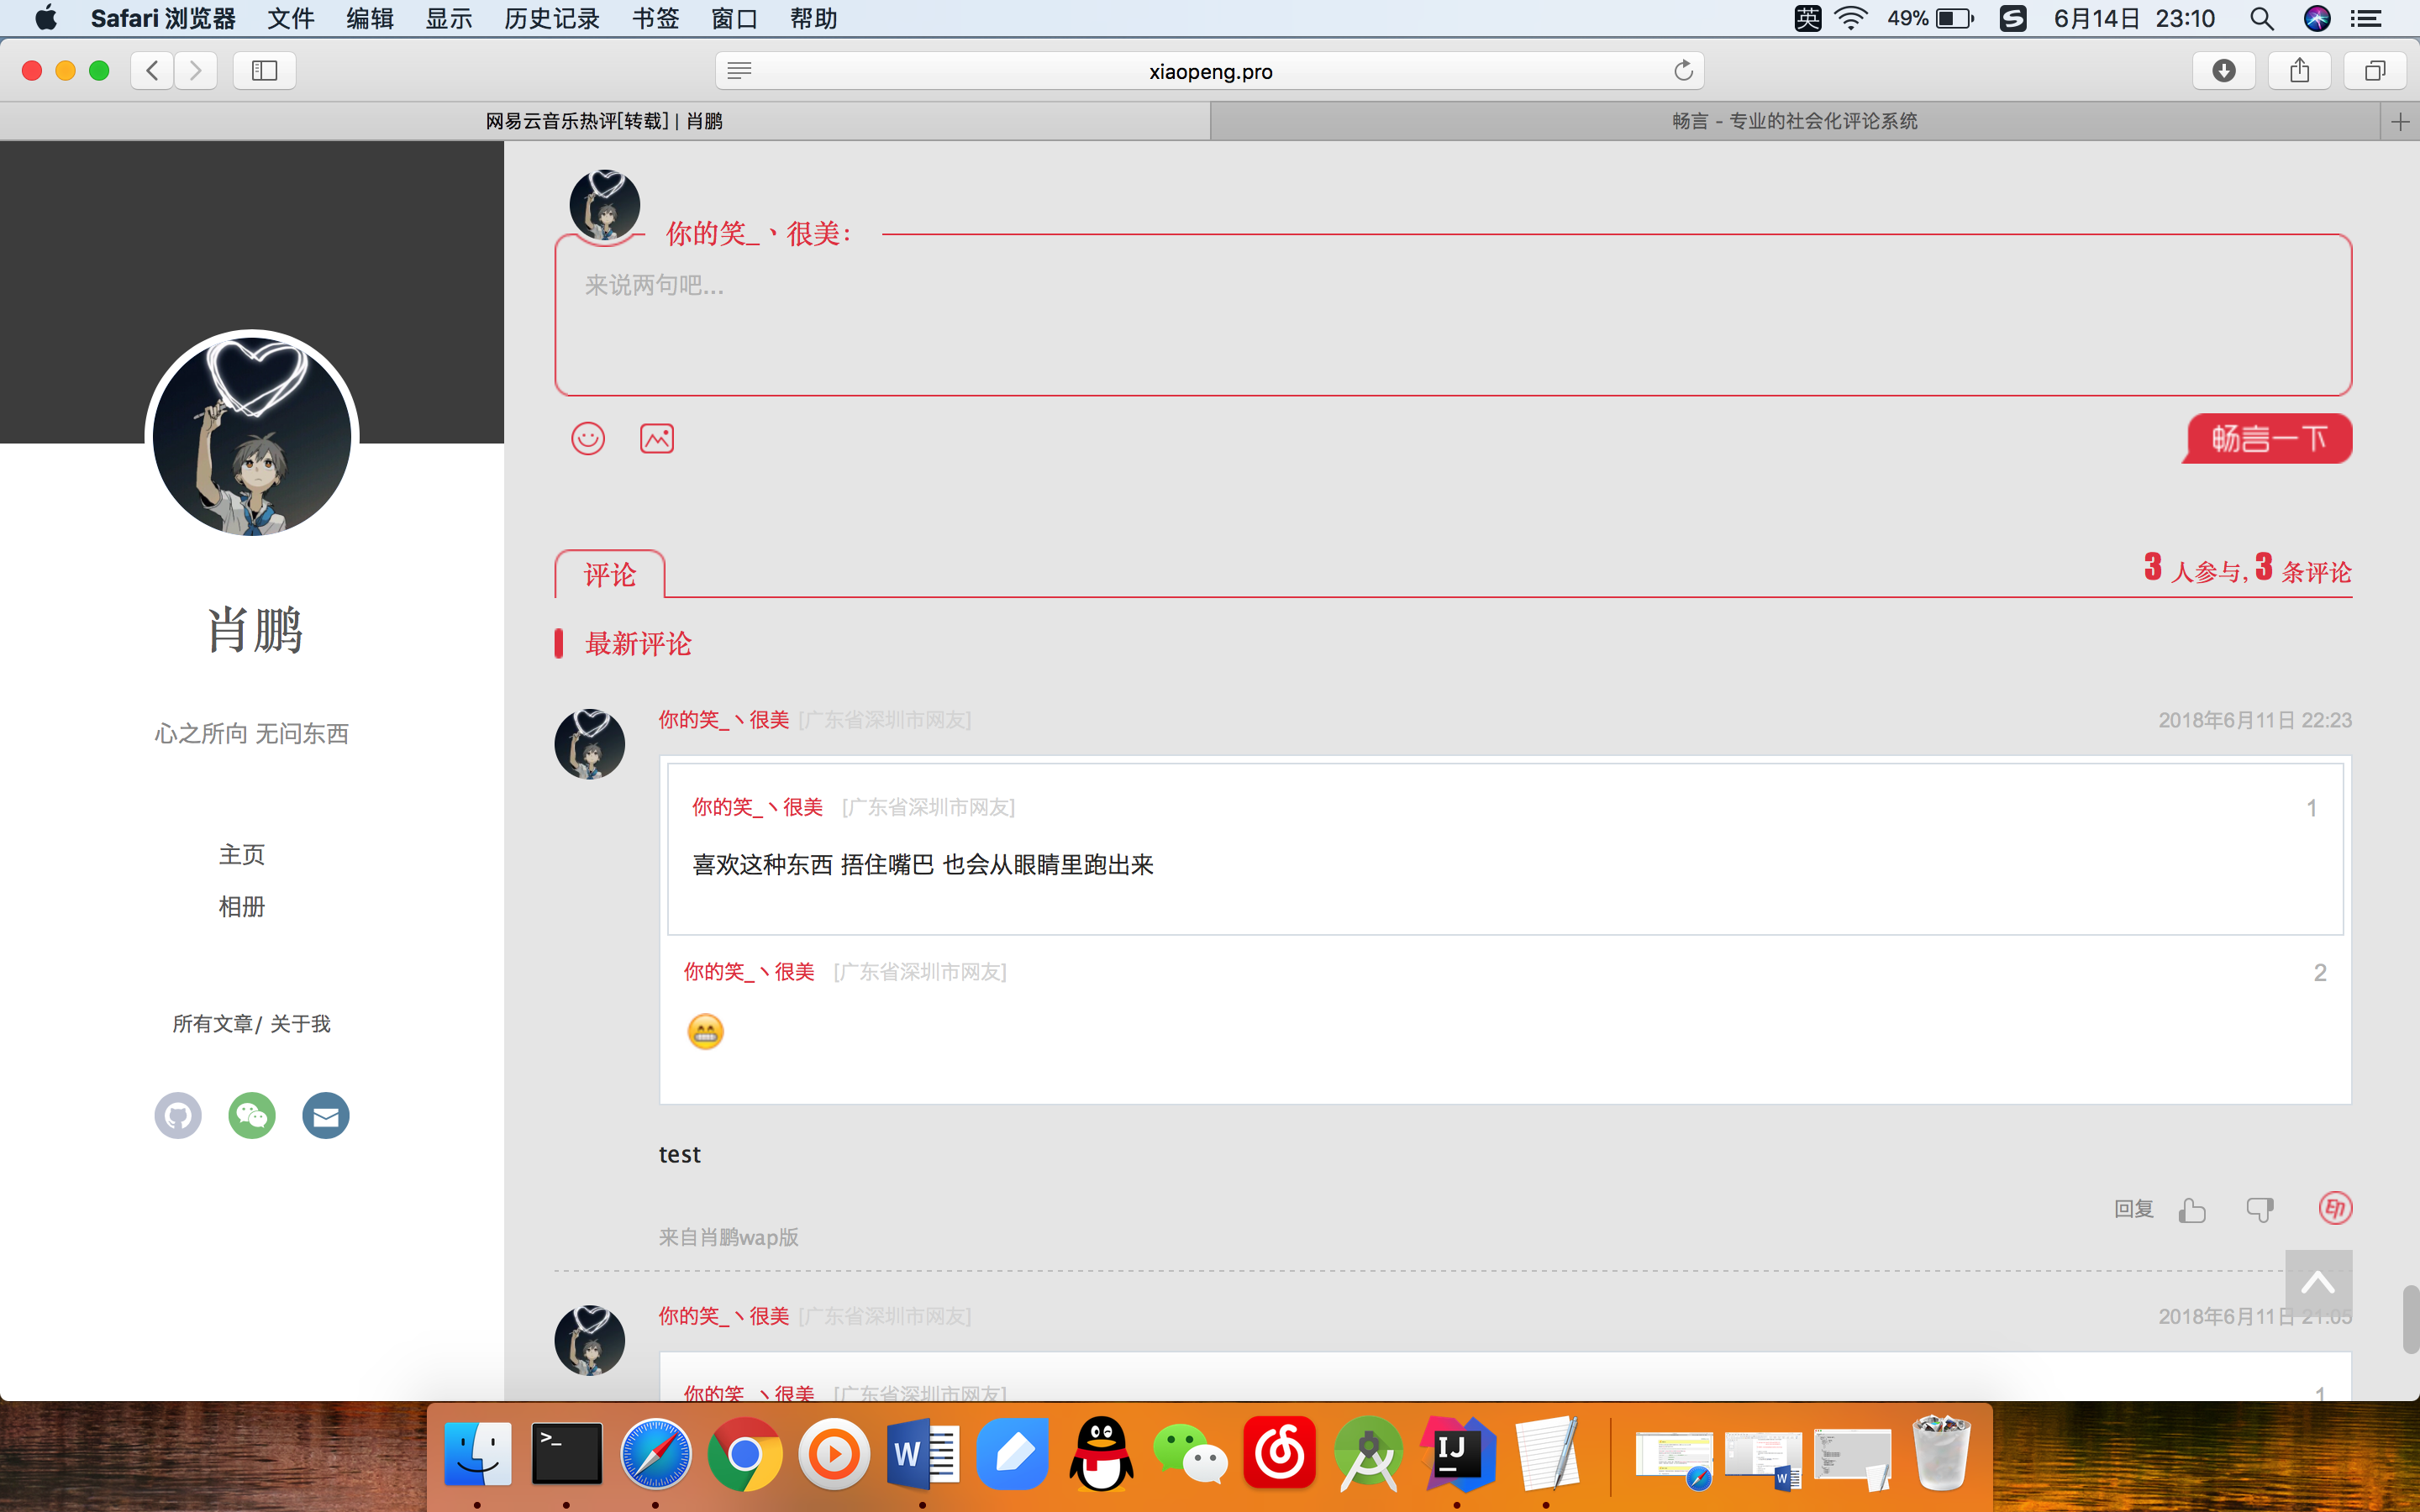 Safari 浏览器 文件 编辑 显示 历史记录 书签 窗口 帮助 英 49% 6月14日 23:10
xiaopeng.pro
网易云音乐热评[转载] | 肖鹏 畅言 - 专业的社会化评论系统
你的笑_丶很美：
来说两句吧...
畅言一下
肖鹏
心之所向 无问东西
主页
相册
所有文章/ 关于我
评论 3 人参与, 3 条评论
最新评论
你的笑_丶很美 [广东省深圳市网友] 2018年6月11日 22:23
你的笑_丶很美 [广东省深圳市网友] 1
喜欢这种东西 捂住嘴巴 也会从眼睛里跑出来
你的笑_丶很美 [广东省深圳市网友] 2
test
回复 印
来自肖鹏wap版
你的笑_丶很美 [广东省深圳市网友] 2018年6月11日 21:05
你的笑_丶很美 [广东省深圳市网友] 1
>_ W IJ W